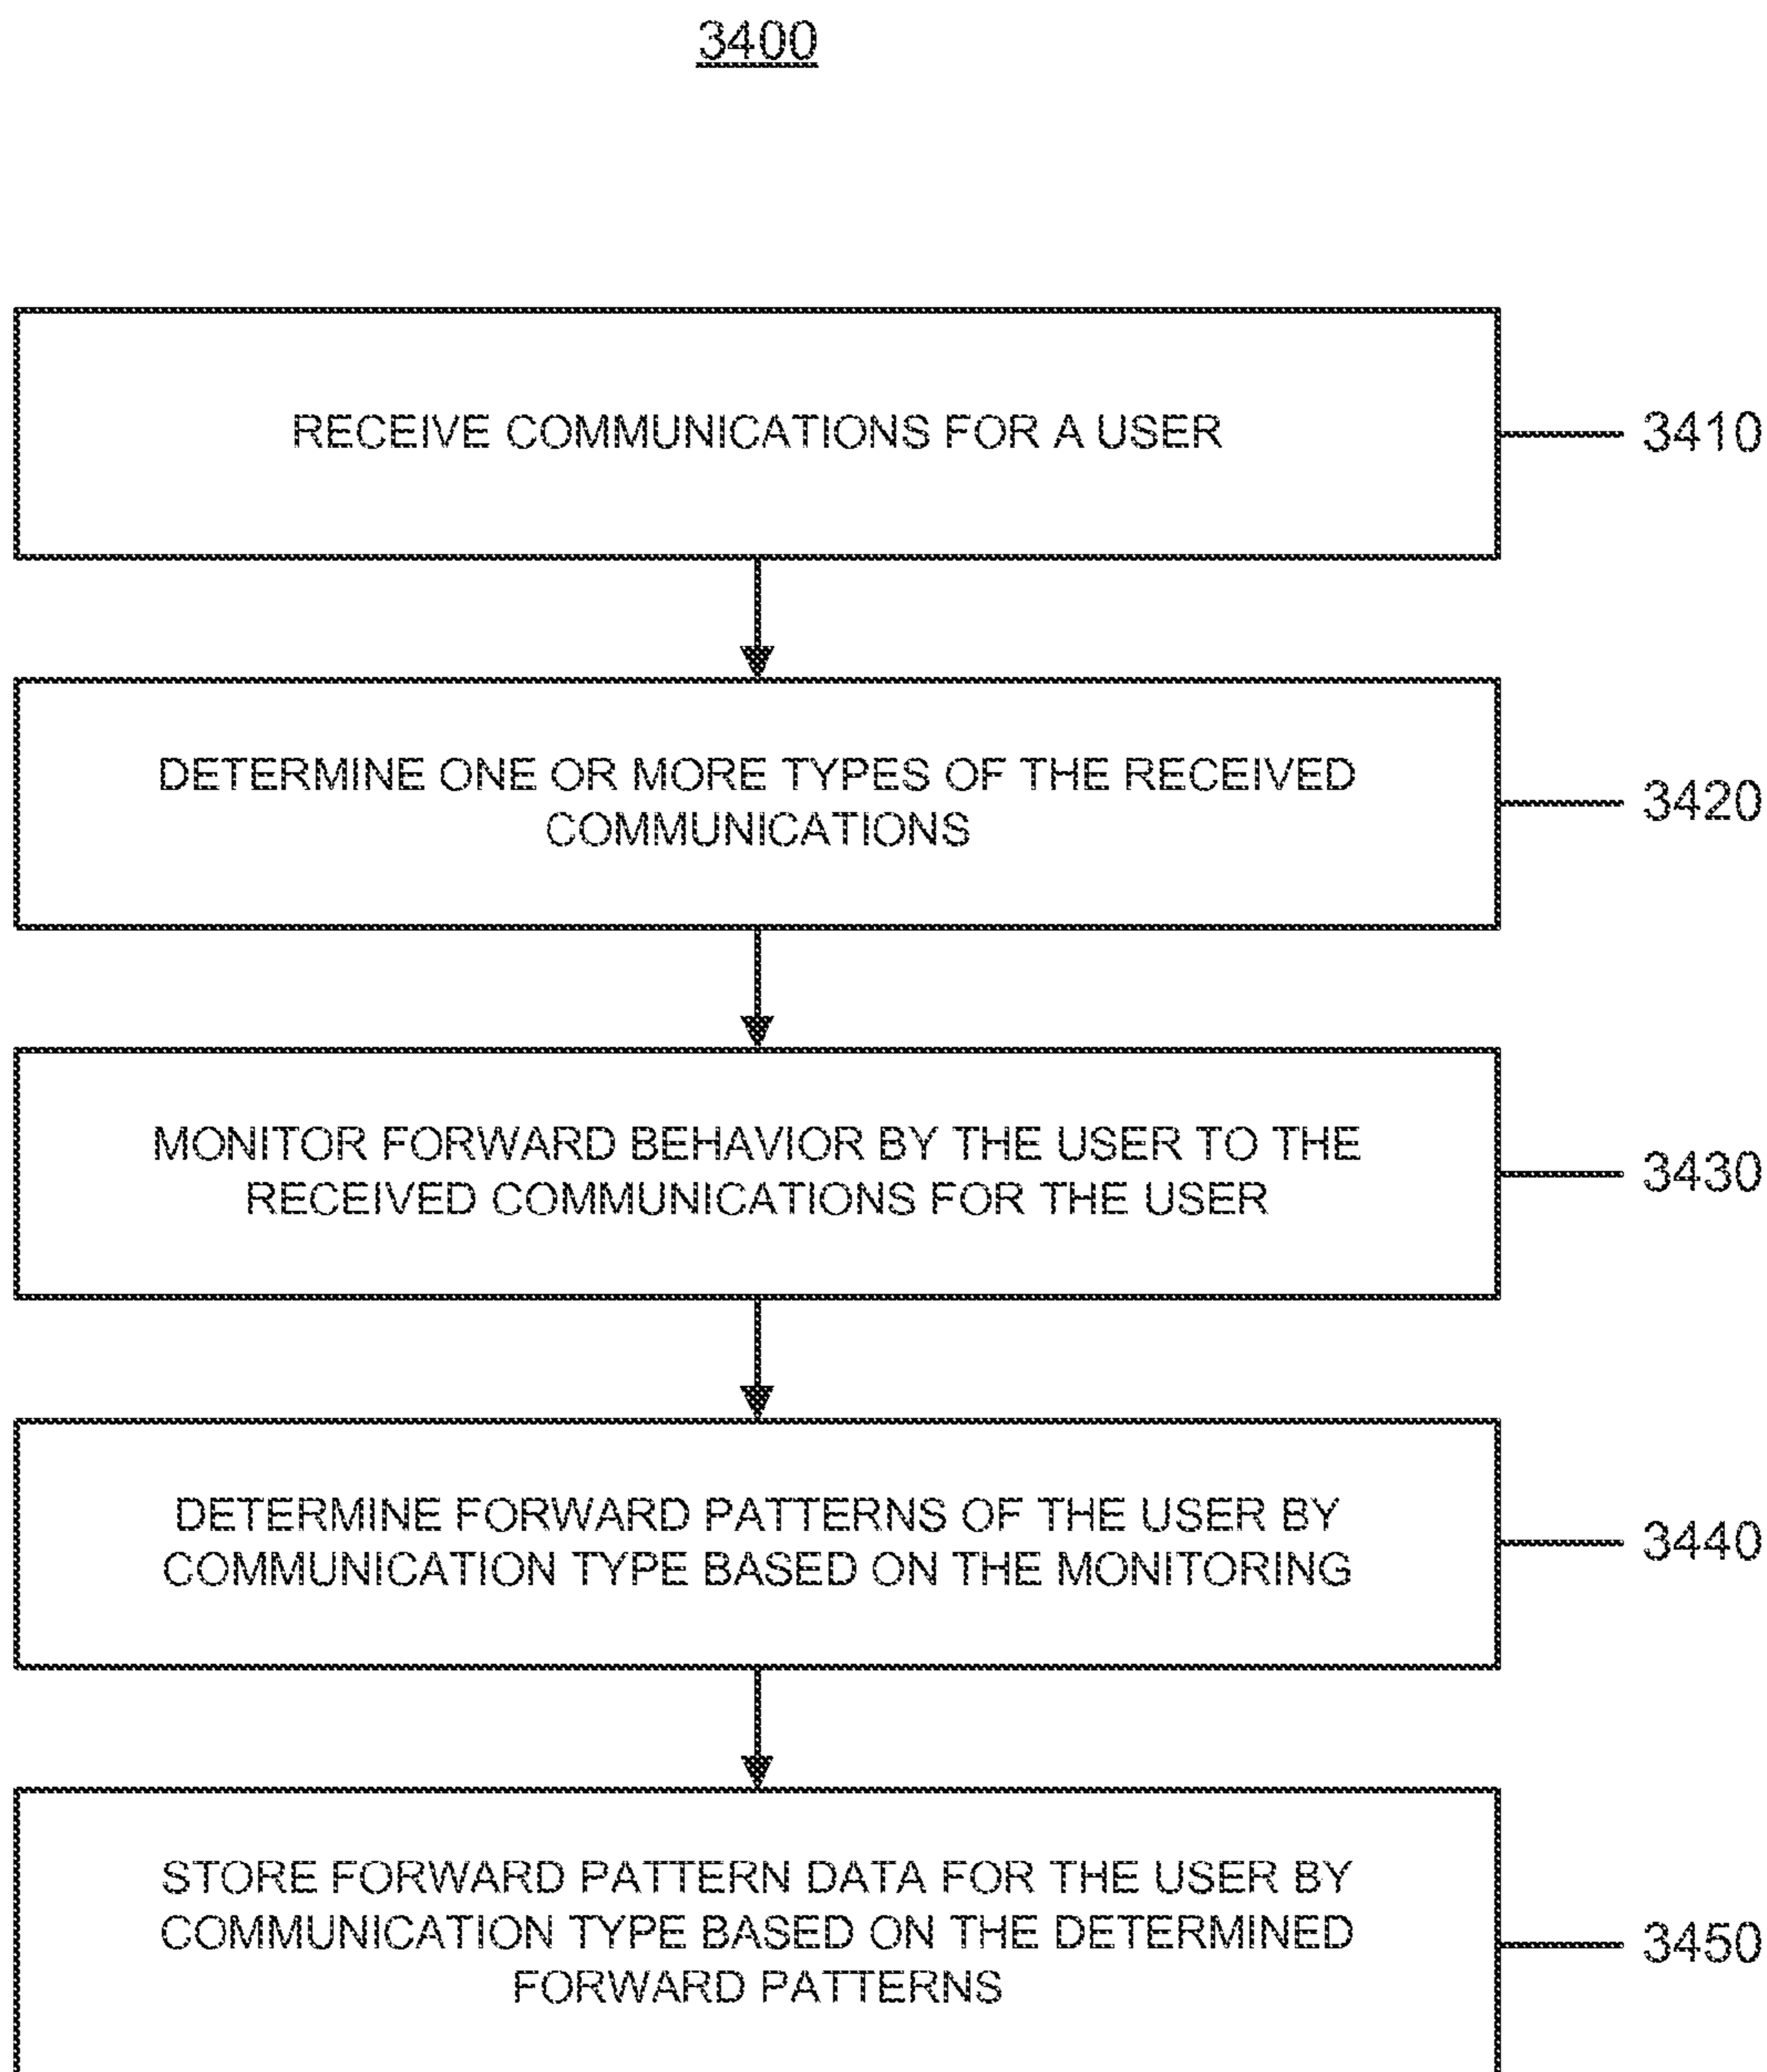 3400
RECEIVE COMMUNICATIONS FOR A USER
3410
DETERMINE ONE OR MORE TYPES OF THE RECEIVED
COMMUNICATIONS
3420
MONITOR FORWARD BEHAVIOR BY THE USER TO THE
RECEIVED COMMUNICATIONS FOR THE USER
3430
DETERMINE FORWARD PATTERNS OF THE USER BY
COMMUNICATION TYPE BASED ON THE MONITORING
3440
STORE FORWARD PATTERN DATA FOR THE USER BY
COMMUNICATION TYPE BASED ON THE DETERMINED
FORWARD PATTERNS
3450